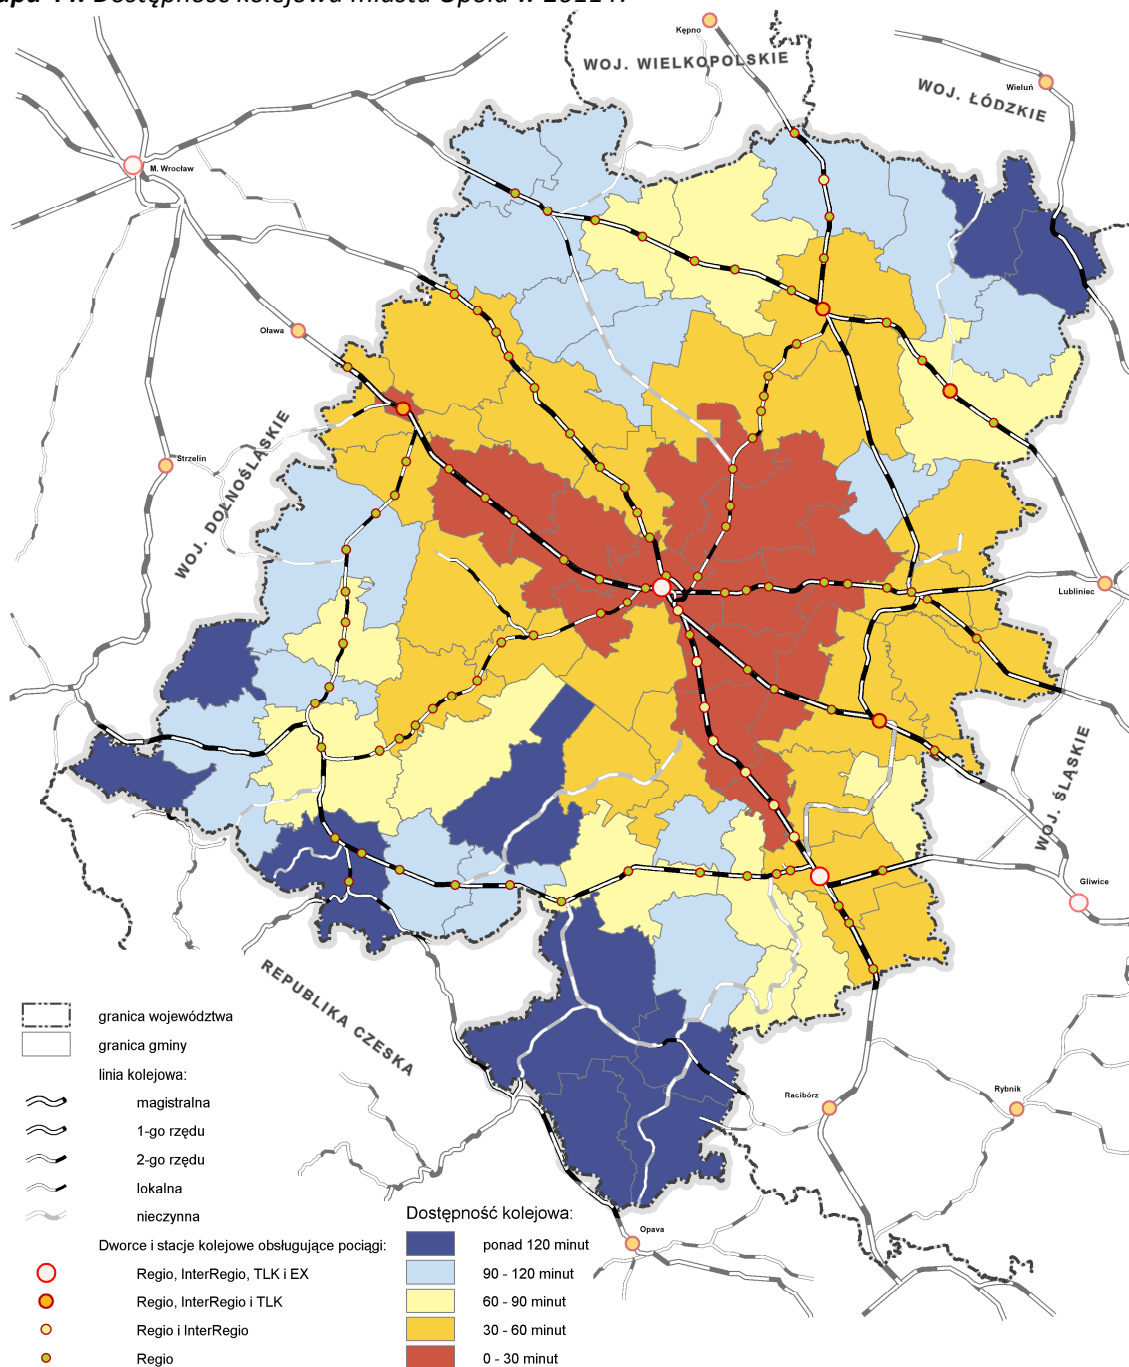 Dostępność kolejowa miasta Opola w 2011 r.
Kępno
WOJ. WIELKOPOLSKIE
Wieluń
WOJ. ŁÓDZKIE
M. Wrocław
Oława
Strzelin
WOJ. DOLNOŚLĄSKIE
Lubliniec
WOJ. ŚLĄSKIE
Gliwice
REPUBLIKA CZESKA
Racibórz
Rybnik
Opava
granica województwa
granica gminy
linia kolejowa:
magistralna
1-go rzędu
2-go rzędu
lokalna
nieczynna
Dworce i stacje kolejowe obsługujące pociągi:
Regio, InterRegio, TLK i EX
Regio, InterRegio i TLK
Regio i InterRegio
Regio
Dostępność kolejowa:
ponad 120 minut
90 - 120 minut
60 - 90 minut
30 - 60 minut
0 - 30 minut